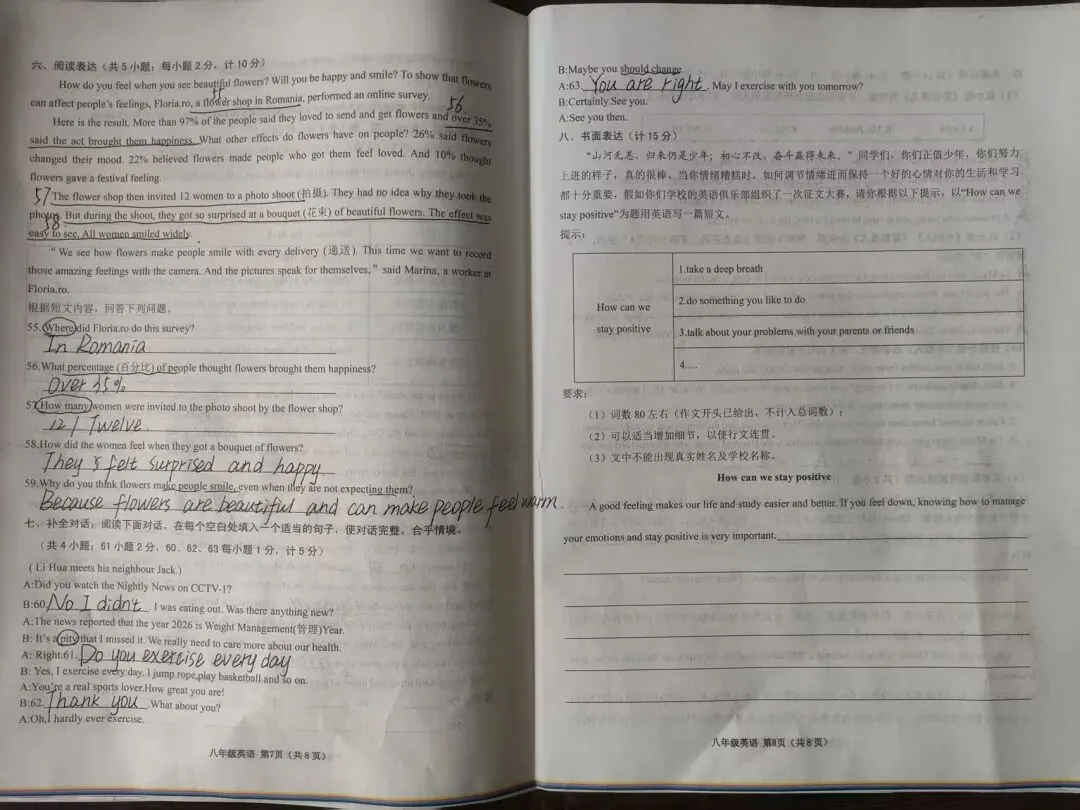 六、阅读表达（共5小题；每小题2分，计10分）
How do you feel when you see beautiful flowers? Will you be happy and smile? To show that flowers
55
can affect people's feelings, Floria.ro, a flower shop in Romania, performed an online survey.
56.
Here is the result. More than 97% of the people said they loved to send and get flowers and over 35%
said the act brought them happiness. What other effects do flowers have on people? 26% said flowers
changed their mood. 22% believed flowers made people who got them feel loved. And 10% thought
flowers gave a festival feeling.
57 The flower shop then invited 12 women to a photo shoot (拍摄). They had no idea why they took the
photos. But during the shoot, they got so surprised at a bouquet (花束) of beautiful flowers. The effect was
58.
easy to see. All women smiled widely.
" We see how flowers make people smile with every delivery (递送). This time we want to record
those amazing feelings with the camera. And the pictures speak for themselves, " said Marina, a worker at
Floria.ro.
根据短文内容，回答下列问题。
55. Where did Floria.ro do this survey?
In Romania
56.What percentage (百分比) of people thought flowers brought them happiness?
Over 35%
57.How many women were invited to the photo shoot by the flower shop?
12 / Twelve
58.How did the women feel when they got a bouquet of flowers?
They felt surprised and happy
59.Why do you think flowers make people smile, even when they are not expecting them?
Because flowers are beautiful and can make people feel warm.
七、补全对话；阅读下面对话，在每个空白处填入一个适当的句子，使对话完整，合乎情境。
（共4小题；61小题2分，60、62、63每小题1分，计5分）
( Li Hua meets his neighbour Jack.)
A:Did you watch the Nightly News on CCTV-1?
B:60 No I didn't . I was eating out. Was there anything new?
A:The news reported that the year 2026 is Weight Management(管理)Year.
B: It's a pity that I missed it. We really need to care more about our health.
A: Right.61. Do you exercise every day
B: Yes, I exercise every day. I jump rope,play basketball and so on.
A:You're a real sports lover.How great you are!
B:62. Thank you .What about you?
A:Oh,I hardly ever exercise.
八年级英语 第7页（共8页）
B:Maybe you should change.
A:63. You are right . May I exercise with you tomorrow?
B:Certainly.See you.
A:See you then.
八、书面表达（计15分）
"山河无恙，归来仍是少年；初心不改，奋斗赢得未来。"同学们，你们正值少年，你们努力
上进的样子，真的很棒，当你情绪糟糕时，如何调节情绪进而保持一个好的心情对你的生活和学习
都十分重要，假如你们学校的英语俱乐部组织了一次征文大赛，请你根据以下提示，以"How can we
stay positive"为题用英语写一篇短文。
提示：
How can we
stay positive
1.take a deep breath
2.do something you like to do
3.talk about your problems with your parents or friends
4.…
要求：
（1）词数80左右（作文开头已给出，不计入总词数）；
（2）可以适当增加细节，以使行文连贯。
（3）文中不能出现真实姓名及学校名称。
How can we stay positive
A good feeling makes our life and study easier and better. If you feel down, knowing how to manage
your emotions and stay positive is very important.
八年级英语 第8页（共8页）